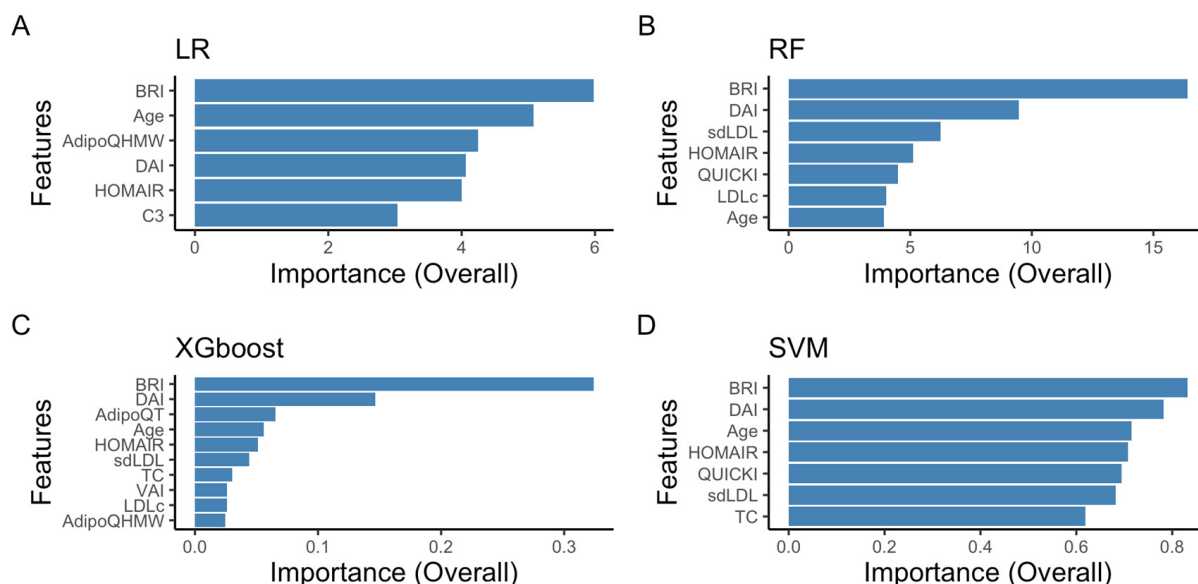 A
LR
Features
BRI
Age
AdipoQHMW
DAI
HOMAIR
C3
0 2 4 6
Importance (Overall)
B
RF
Features
BRI
DAI
sdLDL
HOMAIR
QUICKI
LDLc
Age
0 5 10 15
Importance (Overall)
C
XGboost
Features
BRI
DAI
AdipoQT
Age
HOMAIR
sdLDL
TC
VAI
LDLc
AdipoQHMW
0.0 0.1 0.2 0.3
Importance (Overall)
D
SVM
Features
BRI
DAI
Age
HOMAIR
QUICKI
sdLDL
TC
0.0 0.2 0.4 0.6 0.8
Importance (Overall)